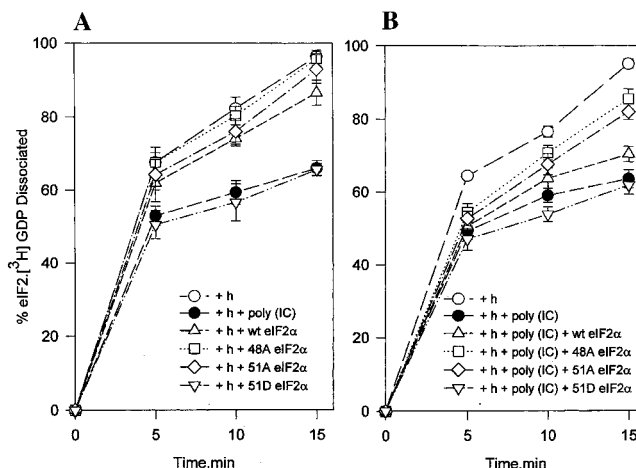 A
B
% eIF2.[³H] GDP Dissociated
100
80
60
40
20
0
+ h
+ h + poly (IC)
+ h + wt eIF2α
+ h + 48A eIF2α
+ h + 51A eIF2α
+ h + 51D eIF2α
0
5
10
15
Time.min
100
80
60
40
20
0
+ h
+ h + poly (IC)
+ h + poly (IC) + wt eIF2α
+ h + poly (IC) + 48A eIF2α
+ h + poly (IC) + 51A eIF2α
+ h + poly (IC) + 51D eIF2α
0
5
10
15
Time.min